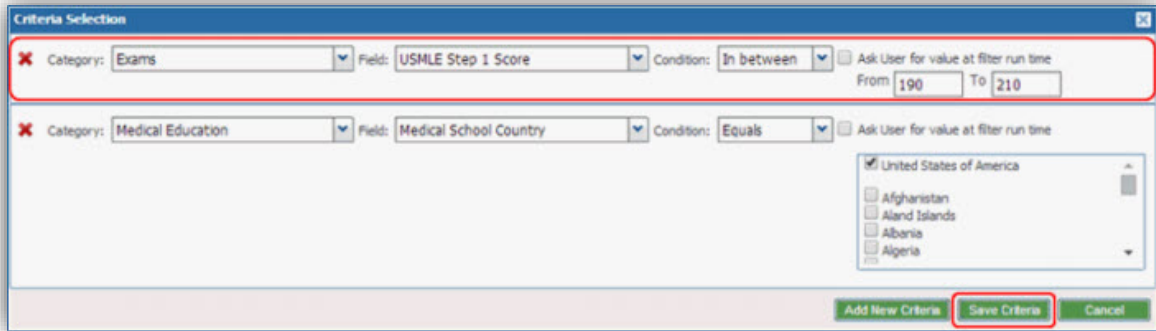 Criteria Selection
Category: Exams Field: USMLE Step 1 Score Condition: In between Ask User for value at filter run time
From 190 To 210
Category: Medical Education Field: Medical School Country Condition: Equals Ask User for value at filter run time
United States of America
Afghanistan
Aland Islands
Albania
Algeria
Add New Criteria Save Criteria Cancel